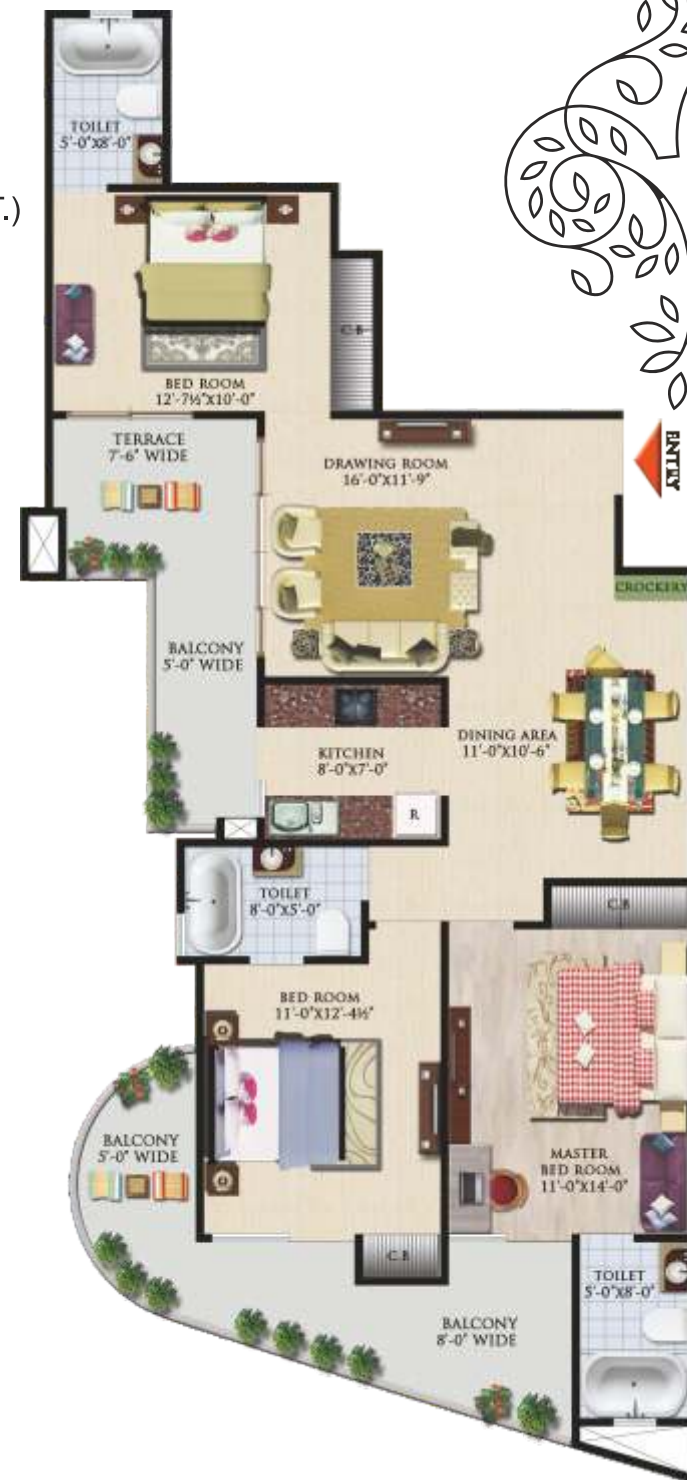 TOILET
5'-0"X8'-0"
T.)
C.B
BED ROOM
12'-7½"X10'-0"
TERRACE
7'-6" WIDE
DRAWING ROOM
16'-0"X11'-9"
ENTRY
CROCKERY
BALCONY
5'-0" WIDE
DINING AREA
11'-0"X10'-6"
KITCHEN
8'-0"X7'-0"
R
TOILET
8'-0"X5'-0"
C.B
BED ROOM
11'-0"X12'-4½"
BALCONY
5'-0" WIDE
MASTER
BED ROOM
11'-0"X14'-0"
C.B
TOILET
5'-0"X8'-0"
BALCONY
8'-0" WIDE